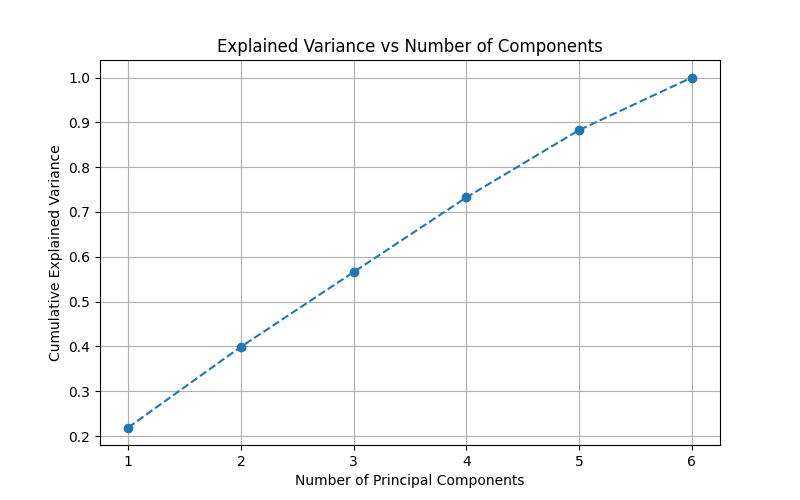 Explained Variance vs Number of Components
Cumulative Explained Variance
1.0
0.9
0.8
0.7
0.6
0.5
0.4
0.3
0.2
1 2 3 4 5 6
Number of Principal Components